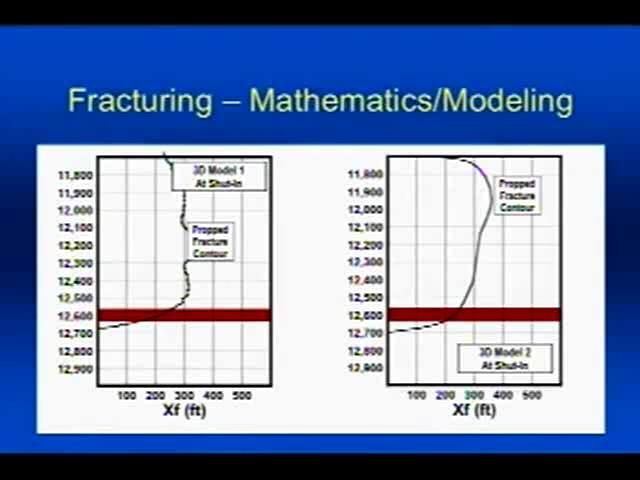 Fracturing – Mathematics/Modeling
3D Model 1
At Shut-In
11,800
11,900
12,000
12,100
12,200
12,300
12,400
12,500
12,600
12,700
12,800
12,900
Propped
Fracture
Contour
100 200 300 400 500
Xf (ft)
11,800
11,900
12,000
12,100
12,200
12,300
12,400
12,500
12,600
12,700
12,800
12,900
Propped
Fracture
Contour
3D Model 2
At Shut-In
100 200 300 400 500
Xf (ft)